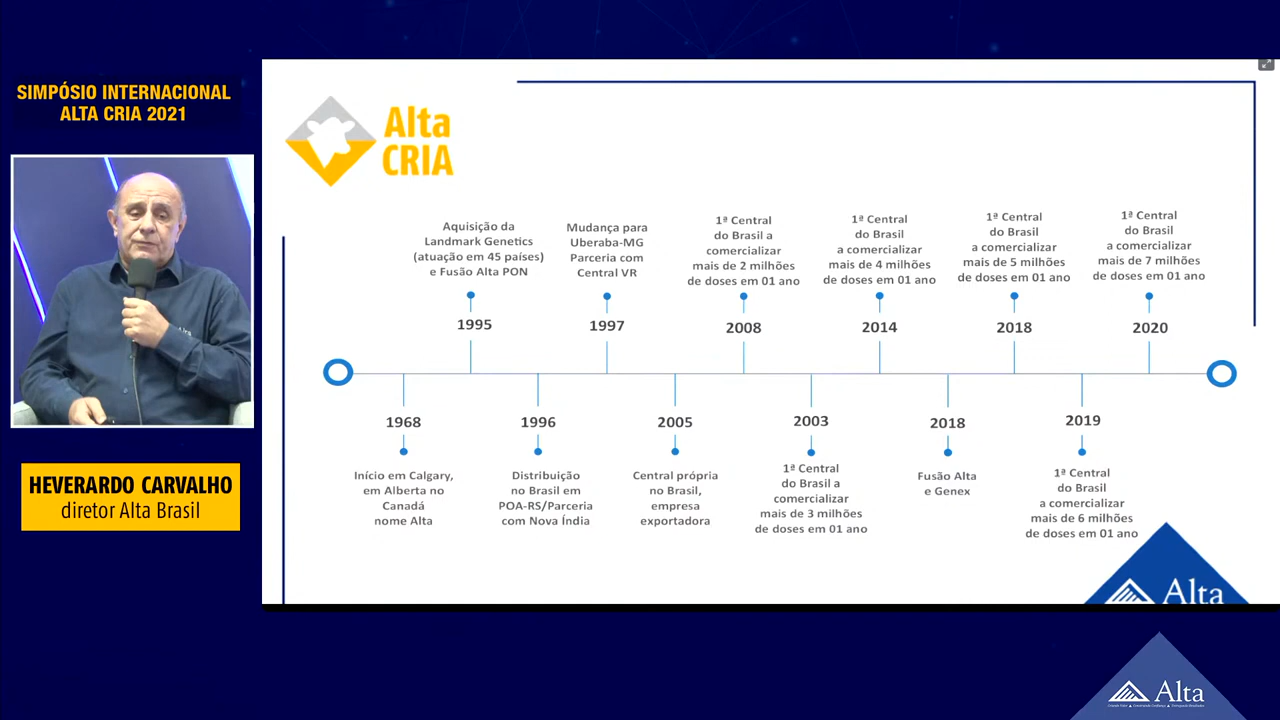 SIMPÓSIO INTERNACIONAL
ALTA CRIA 2021
HEVERARDO CARVALHO
diretor Alta Brasil
Alta
CRIA
Aquisição da
Landmark Genetics
(atuação em 45 países)
e Fusão Alta PON
1995
Mudança para
Uberaba-MG
Parceria com
Central VR
1997
1ª Central
do Brasil a
comercializar
mais de 2 milhões
de doses em 01 ano
2008
1ª Central
do Brasil
a comercializar
mais de 4 milhões
de doses em 01 ano
2014
1ª Central
do Brasil
a comercializar
mais de 5 milhões
de doses em 01 ano
2018
1ª Central
do Brasil
a comercializar
mais de 7 milhões
de doses em 01 ano
2020
1968
Início em Calgary,
em Alberta no
Canadá
nome Alta
1996
Distribuição
no Brasil em
POA-RS/Parceria
com Nova Índia
2005
Central própria
no Brasil,
empresa
exportadora
2003
1ª Central
do Brasil a
comercializar
mais de 3 milhões
de doses em 01 ano
2018
Fusão Alta
e Genex
2019
1ª Central
do Brasil
a comercializar
mais de 6 milhões
de doses em 01 ano
Alta
Alta